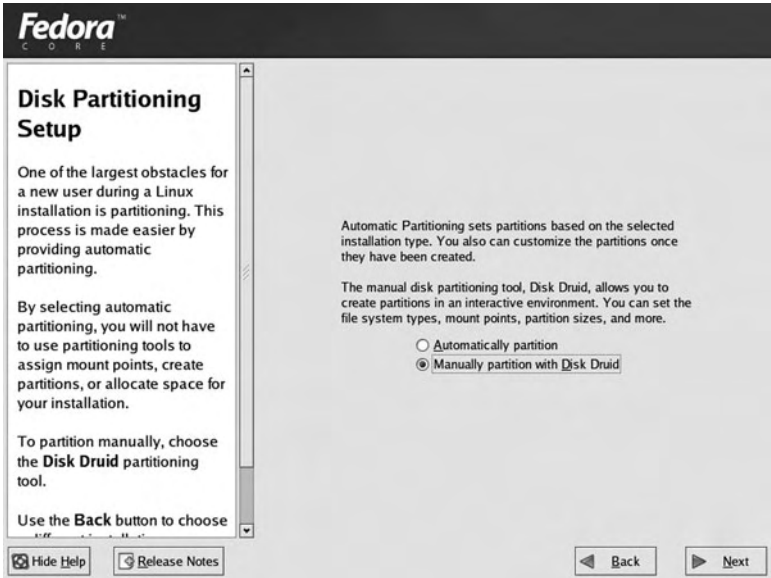 Fedora™
CORE
Disk Partitioning
Setup
One of the largest obstacles for
a new user during a Linux
installation is partitioning. This
process is made easier by
providing automatic
partitioning.
By selecting automatic
partitioning, you will not have
to use partitioning tools to
assign mount points, create
partitions, or allocate space for
your installation.
To partition manually, choose
the Disk Druid partitioning
tool.
Use the Back button to choose
Automatic Partitioning sets partitions based on the selected
installation type. You also can customize the partitions once
they have been created.
The manual disk partitioning tool, Disk Druid, allows you to
create partitions in an interactive environment. You can set the
file system types, mount points, partition sizes, and more.
Automatically partition
Manually partition with Disk Druid
Hide Help
Release Notes
Back
Next